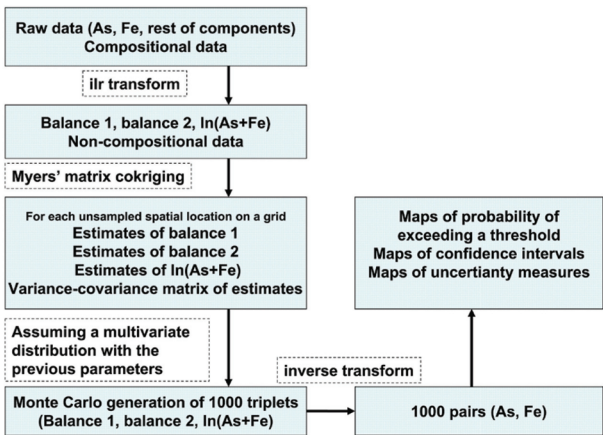 Raw data (As, Fe, rest of components)
Compositional data
ilr transform
Balance 1, balance 2, ln(As+Fe)
Non-compositional data
Myers' matrix cokriging
For each unsampled spatial location on a grid
Estimates of balance 1
Estimates of balance 2
Estimates of ln(As+Fe)
Variance-covariance matrix of estimates
Assuming a multivariate
distribution with the
previous parameters
Monte Carlo generation of 1000 triplets
(Balance 1, balance 2, ln(As+Fe)
inverse transform
1000 pairs (As, Fe)
Maps of probability of
exceeding a threshold
Maps of confidence intervals
Maps of uncertianty measures